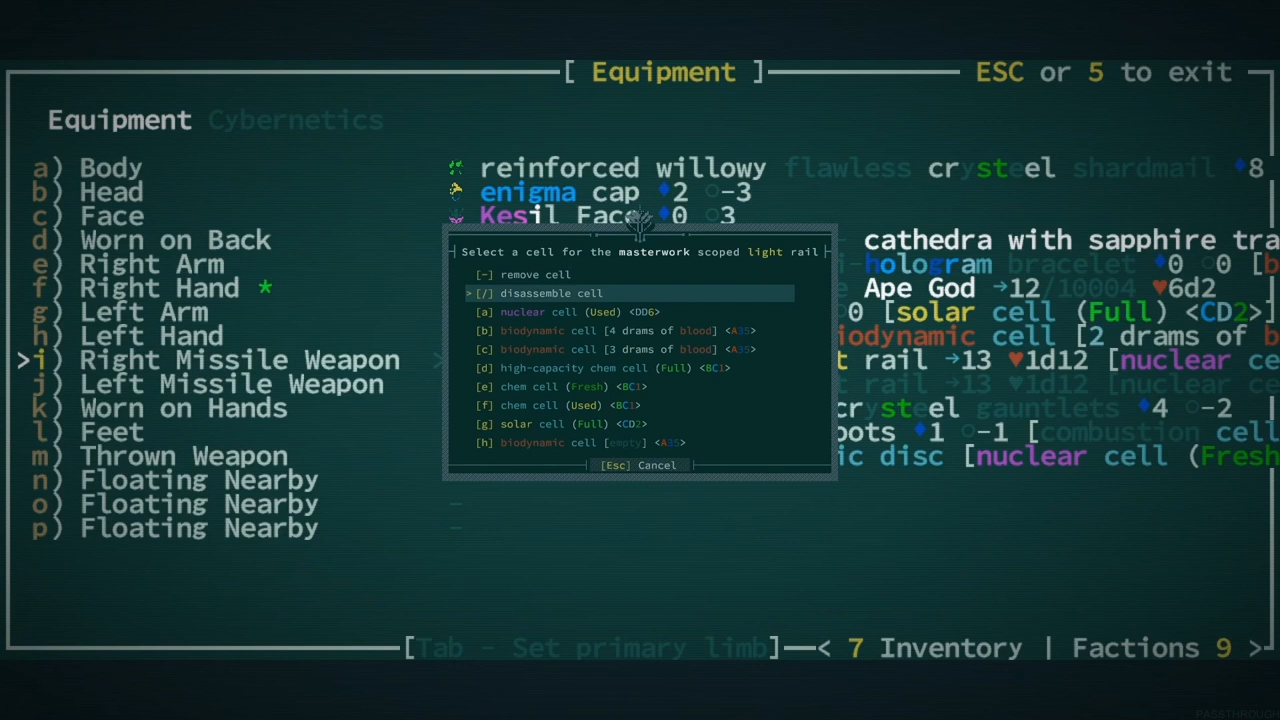 [ Equipment ] ESC or 5 to exit
Equipment Cybernetics
a) Body reinforced willowy flawless crysteel shardmail ♦8
b) Head enigma cap ♦2 ○-3
c) Face Kesil Face ♦0 ○3
d) Worn on Back cathedra with sapphire tra
e) Right Arm i-hologram bracelet ♦0 ○0 [b
f) Right Hand * Ape God →12/10004 ♥6d2
g) Left Arm 0 [solar cell (Full) <CD2>]
h) Left Hand iodynamic cell [2 drams of b
>i) Right Missile Weapon > t rail →13 ♥1d12 [nuclear ce
j) Left Missile Weapon t rail →13 ♥1d12 [nuclear ce
k) Worn on Hands crysteel gauntlets ♦4 ○-2
l) Feet oots ♦1 ○-1 [combustion cell
m) Thrown Weapon ic disc [nuclear cell (Fresh
n) Floating Nearby
o) Floating Nearby –
p) Floating Nearby –
Select a cell for the masterwork scoped light rail
[-] remove cell
> [/] disassemble cell
[a] nuclear cell (Used) <DD6>
[b] biodynamic cell [4 drams of blood] <A35>
[c] biodynamic cell [3 drams of blood] <A35>
[d] high-capacity chem cell (Full) <BC1>
[e] chem cell (Fresh) <BC1>
[f] chem cell (Used) <BC1>
[g] solar cell (Full) <CD2>
[h] biodynamic cell [empty] <A35>
[Esc] Cancel
[Tab - Set primary limb] < 7 Inventory | Factions 9 >